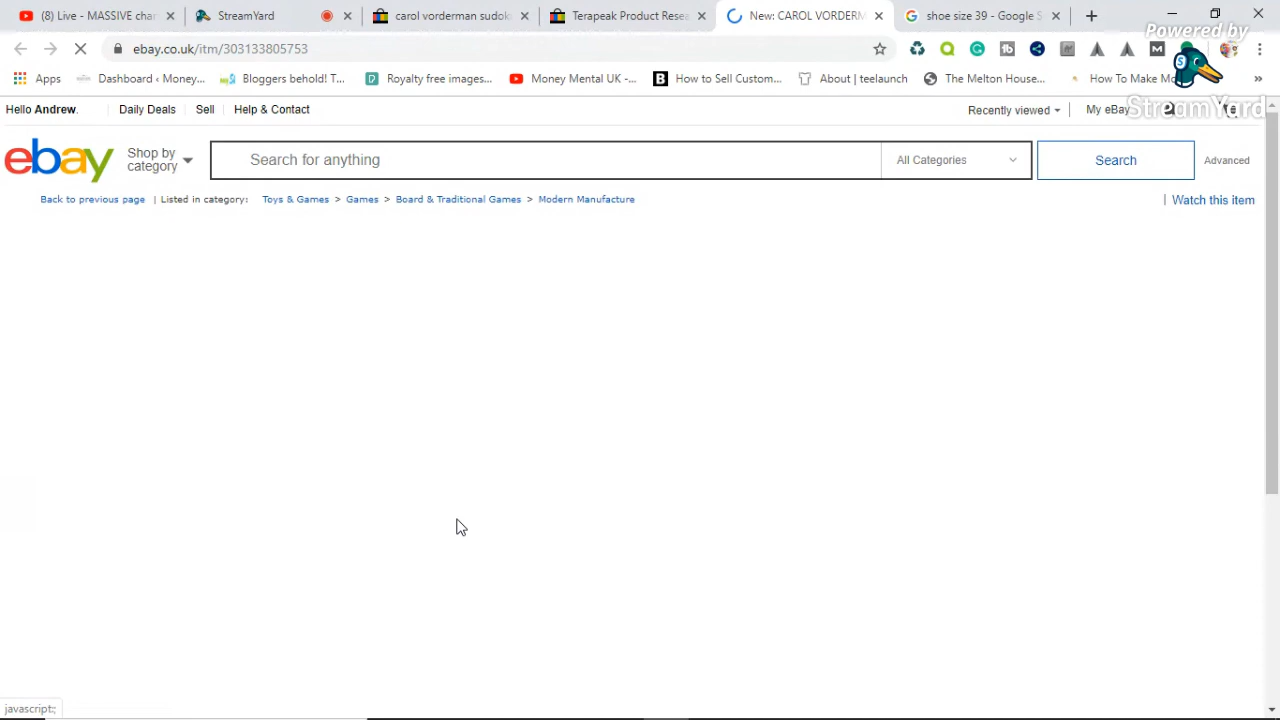 (8) Live - MASS1VE char
StreamYard
carol vorderman sudok
Terapeak Product Resea
New: CAROL VORDERM
shoe size 39 - Google S
Powered by
ebay.co.uk/itm/303133805753
Apps
Dashboard ‹ Money...
Bloggers behold! T...
Royalty free images...
Money Mental UK -...
How to Sell Custom...
About | teelaunch
The Melton House...
How To Make Mo
StreamYard
Hello Andrew.
Daily Deals
Sell
Help & Contact
Recently viewed
My eBay
ebay
Shop by
category
Search for anything
All Categories
Search
Advanced
Back to previous page | Listed in category: Toys & Games > Games > Board & Traditional Games > Modern Manufacture
| Watch this item
javascript:;